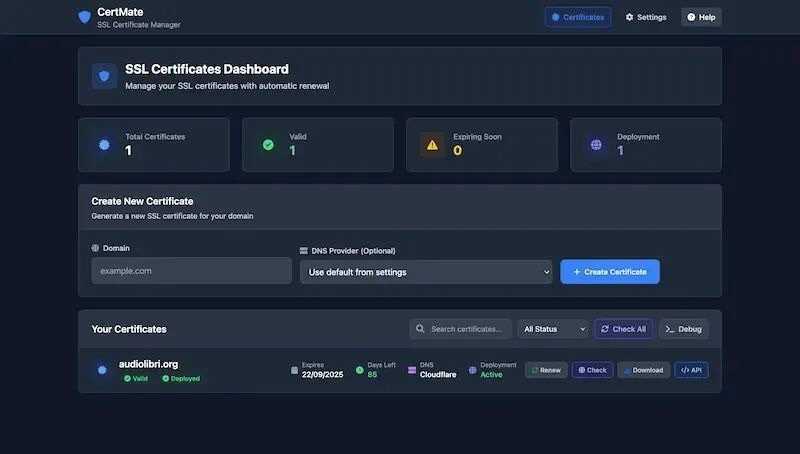 CertMate
SSL Certificate Manager
Certificates
Settings
Help
SSL Certificates Dashboard
Manage your SSL certificates with automatic renewal
Total Certificates
1
Valid
1
Expiring Soon
0
Deployment
1
Create New Certificate
Generate a new SSL certificate for your domain
Domain
example.com
DNS Provider (Optional)
Use default from settings
+ Create Certificate
Your Certificates
Search certificates...
All Status
Check All
>_ Debug
audiolibri.org
Valid
Deployed
Expires
22/09/2025
Days Left
85
DNS
Cloudflare
Deployment
Active
Renew
Check
Download
</> API